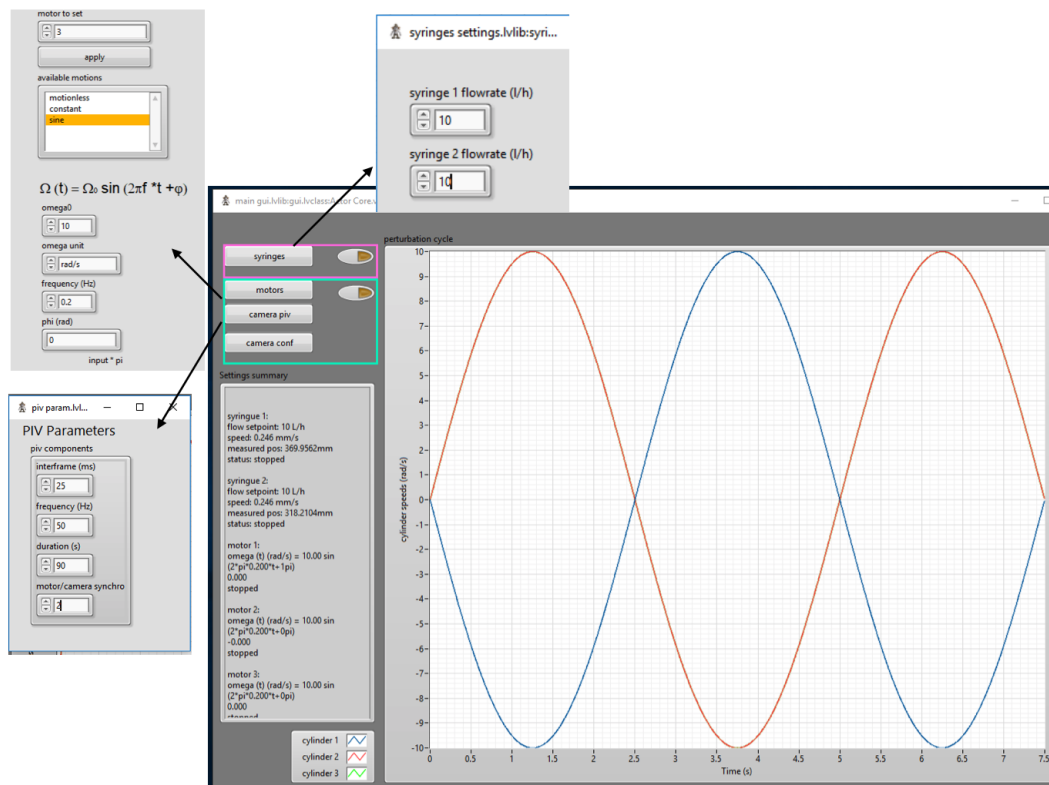 motor to set
3
apply
available motions
motionless
constant
sine
Ω (t) = Ω₀ sin (2πf *t +φ)
omega0
10
omega unit
rad/s
frequency (Hz)
0.2
phi (rad)
0
input * pi
syringes settings.lvlib:syri...
syringe 1 flowrate (l/h)
10
syringe 2 flowrate (l/h)
10
piv param.lvl...
PIV Parameters
piv components
interframe (ms)
25
frequency (Hz)
50
duration (s)
90
motor/camera synchro
2
main gui.lvlib:gui.lvclass:Actor Core.v
syringes
motors
camera piv
camera conf
Settings summary
syringue 1:
flow setpoint: 10 L/h
speed: 0.246 mm/s
measured pos: 369.9562mm
status: stopped
syringue 2:
flow setpoint: 10 L/h
speed: 0.246 mm/s
measured pos: 318.2104mm
status: stopped
motor 1:
omega (t) (rad/s) = 10.00 sin
(2*pi*0.200*t+1pi)
0.000
stopped
motor 2:
omega (t) (rad/s) = 10.00 sin
(2*pi*0.200*t+0pi)
-0.000
stopped
motor 3:
omega (t) (rad/s) = 10.00 sin
(2*pi*0.200*t+0pi)
0.000
stopped
cylinder 1
cylinder 2
cylinder 3
perturbation cycle
cylinder speeds (rad/s)
10
9
8
7
6
5
4
3
2
1
0
-1
-2
-3
-4
-5
-6
-7
-8
-9
-10
0 0.5 1 1.5 2 2.5 3 3.5 4 4.5 5 5.5 6 6.5 7 7.5
Time (s)